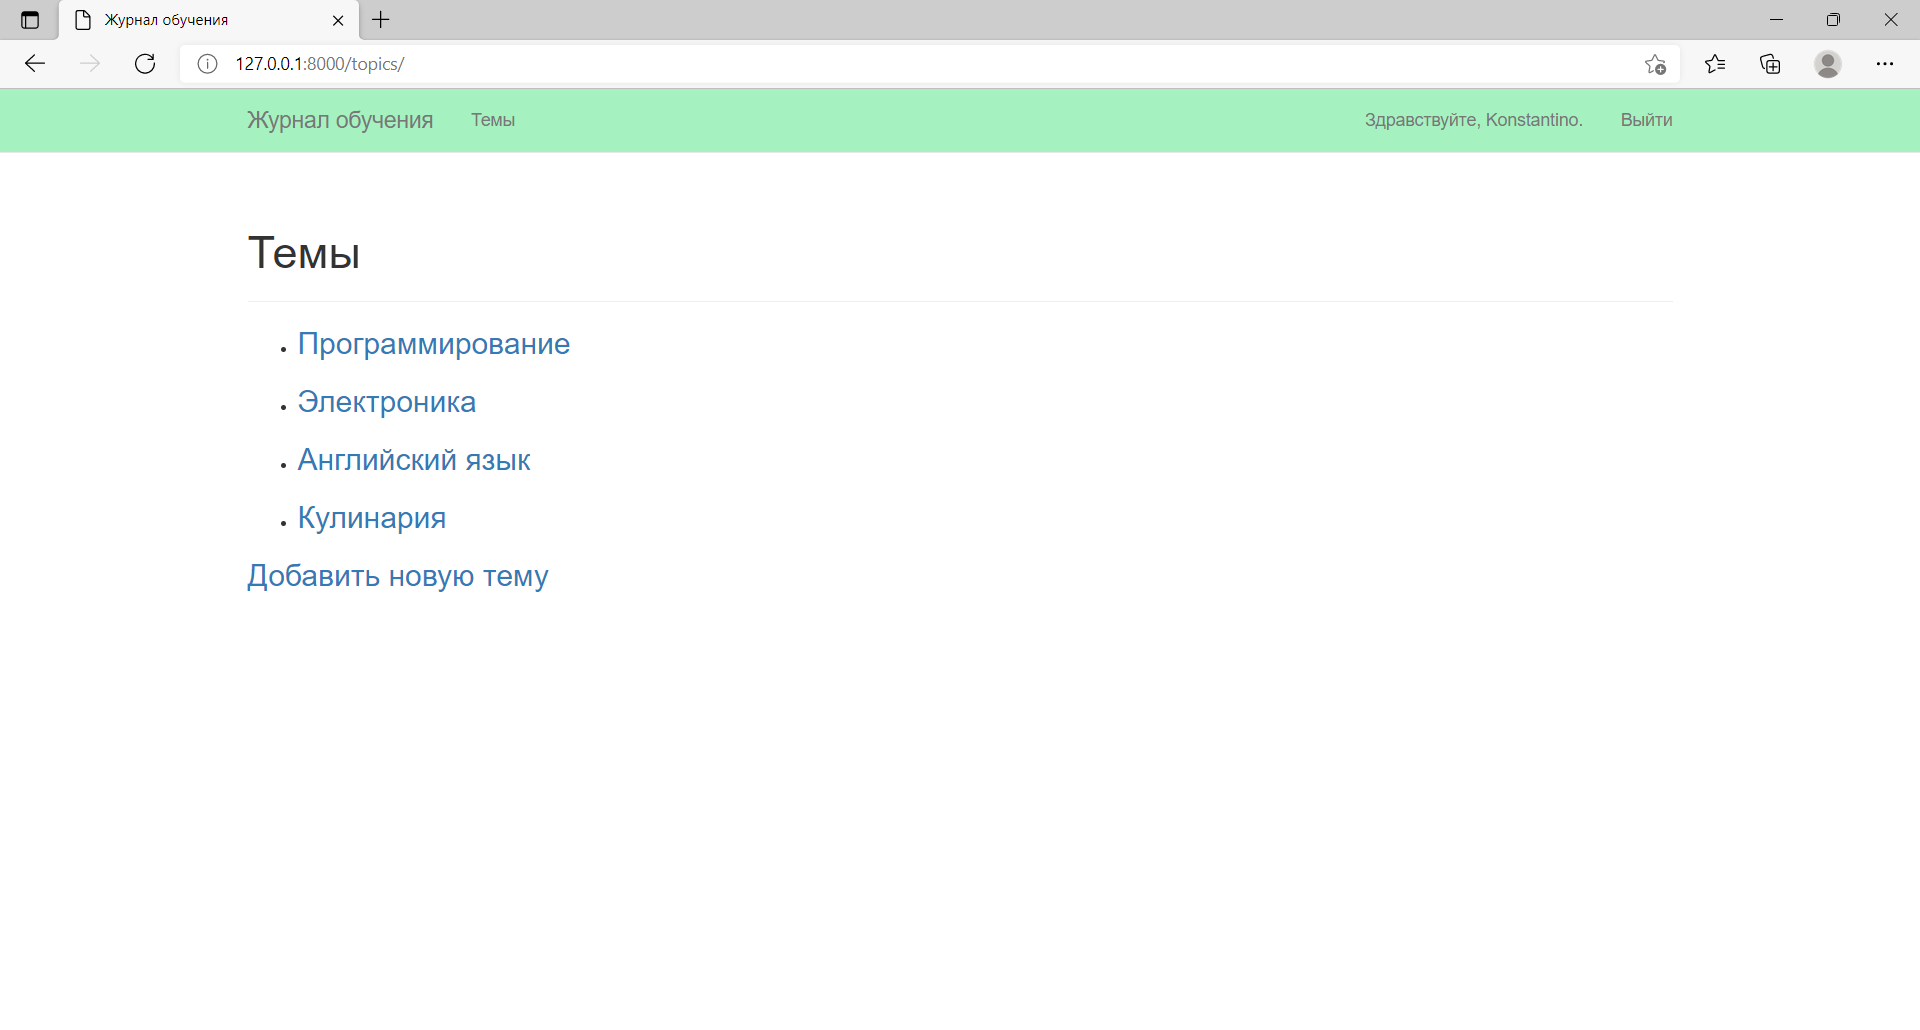 Журнал обучения
127.0.0.1:8000/topics/
Журнал обучения Темы Здравствуйте, Konstantino. Выйти
Темы
Программирование
Электроника
Английский язык
Кулинария
Добавить новую тему